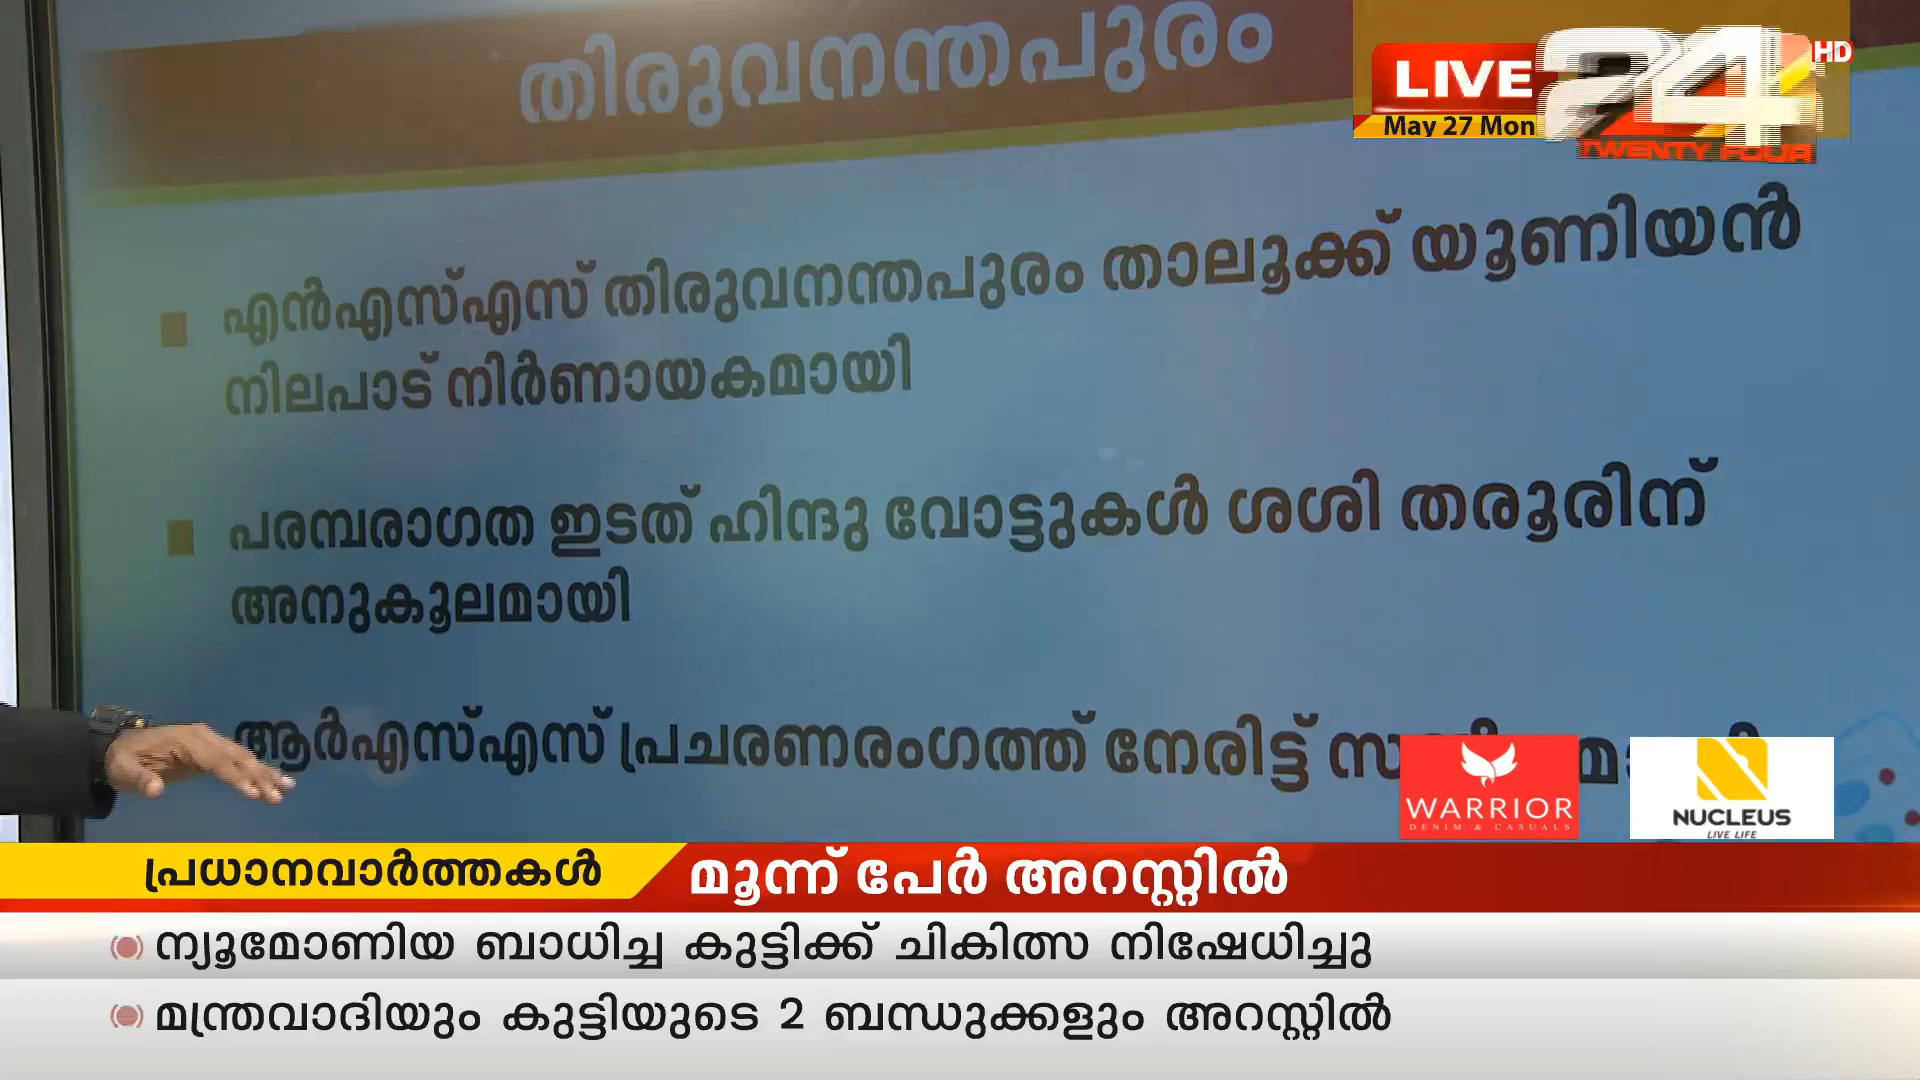 തിരുവനന്തപുരം
LIVE
24
HD
May 27 Mon
TWENTY FOUR
എൻഎസ്എസ് തിരുവനന്തപുരം താലൂക്ക് യൂണിയൻ
നിലപാട് നിർണായകമായി
പരമ്പരാഗത ഇടത് ഹിന്ദു വോട്ടുകൾ ശശി തരൂരിന്
അനുകൂലമായി
ആർഎസ്എസ് പ്രചരണരംഗത്ത് നേരിട്ട്
WARRIOR
DENIM & CASUALS
NUCLEUS
LIVE LIFE
പ്രധാനവാർത്തകൾ
മൂന്ന് പേർ അറസ്റ്റിൽ
ന്യൂമോണിയ ബാധിച്ച കുട്ടിക്ക് ചികിത്സ നിഷേധിച്ചു
മന്ത്രവാദിയും കുട്ടിയുടെ 2 ബന്ധുക്കളും അറസ്റ്റിൽ